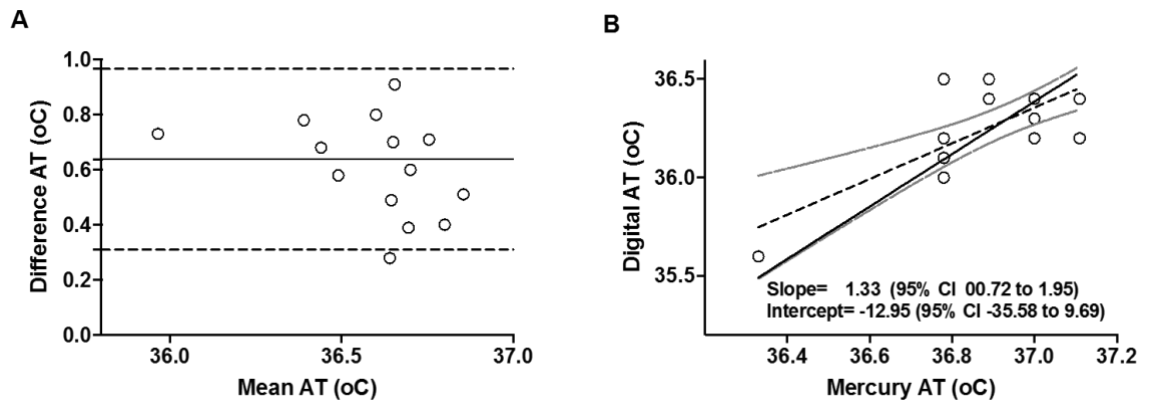 A
B
1.0
0.8
0.6
0.4
0.2
0.0
Difference AT (oC)
36.0 36.5 37.0
Mean AT (oC)
36.5
36.0
35.5
Digital AT (oC)
Slope= 1.33 (95% CI 00.72 to 1.95)
Intercept= -12.95 (95% CI -35.58 to 9.69)
36.4 36.6 36.8 37.0 37.2
Mercury AT (oC)